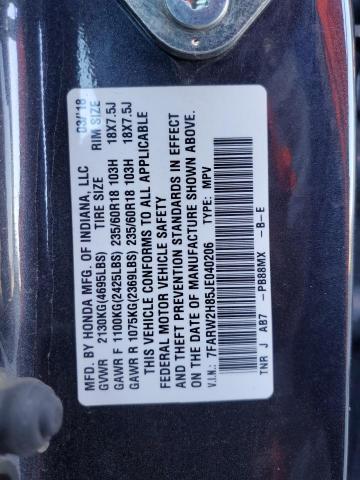 MFD. BY HONDA MFG. OF INDIANA, LLC 03/18
GVWR 2130KG(4695LBS) TIRE SIZE RIM SIZE
GAWR F 1100KG(2425LBS) 235/60R18 103H 18X7.5J
GAWR R 1075KG(2369LBS) 235/60R18 103H 18X7.5J
THIS VEHICLE CONFORMS TO ALL APPLICABLE
FEDERAL MOTOR VEHICLE SAFETY
AND THEFT PREVENTION STANDARDS IN EFFECT
ON THE DATE OF MANUFACTURE SHOWN ABOVE.
V.I.N.: 7FARW2H85JE040206 TYPE: MPV
TNR J AB7 -PB88MX -B-E